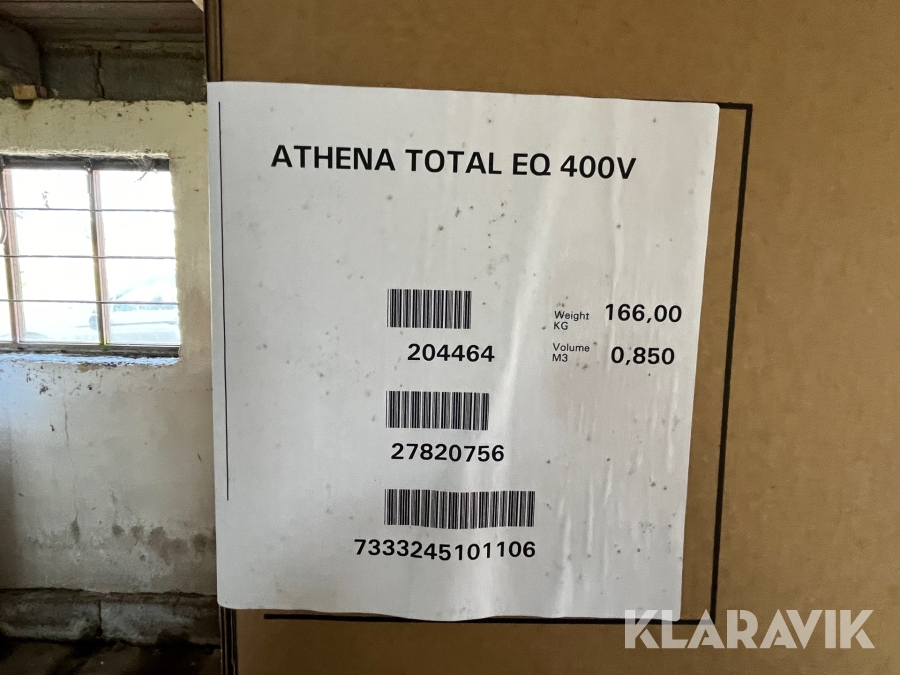 ATHENA TOTAL EQ 400V
204464
Weight KG 166,00
Volume M3 0,850
27820756
7333245101106
KLARAVIK